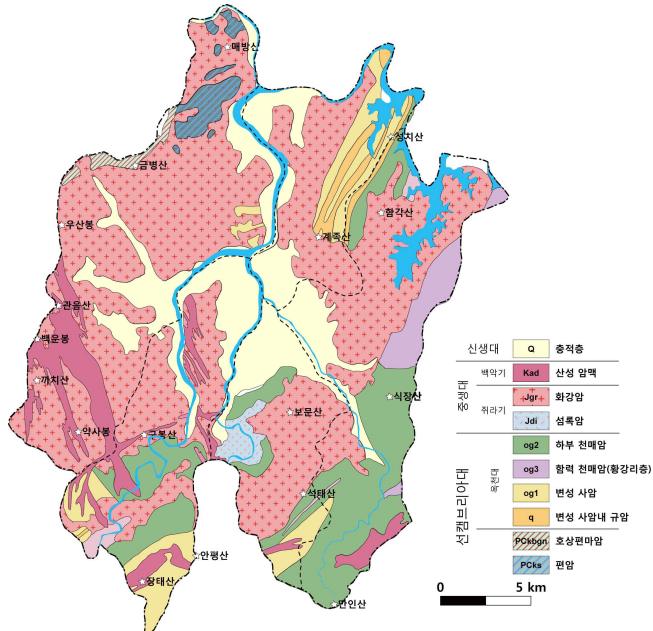 매방산
성치산
금병산
함각산
우산봉
계족산
관음산
백운봉
까치산
식장산
보문산
약사봉
구봉산
석태산
안평산
장태산
만인산
신생대 Q 충적층
중생대 백악기 Kad 산성 암맥
쥐라기 Jgr 화강암
Jdi 섬록암
선캠브리아대 옥천대 og2 하부 천매암
og3 함력 천매암(황강리층)
og1 변성 사암
q 변성 사암내 규암
PCkbgn 호상편마암
PCks 편암
0 5 km